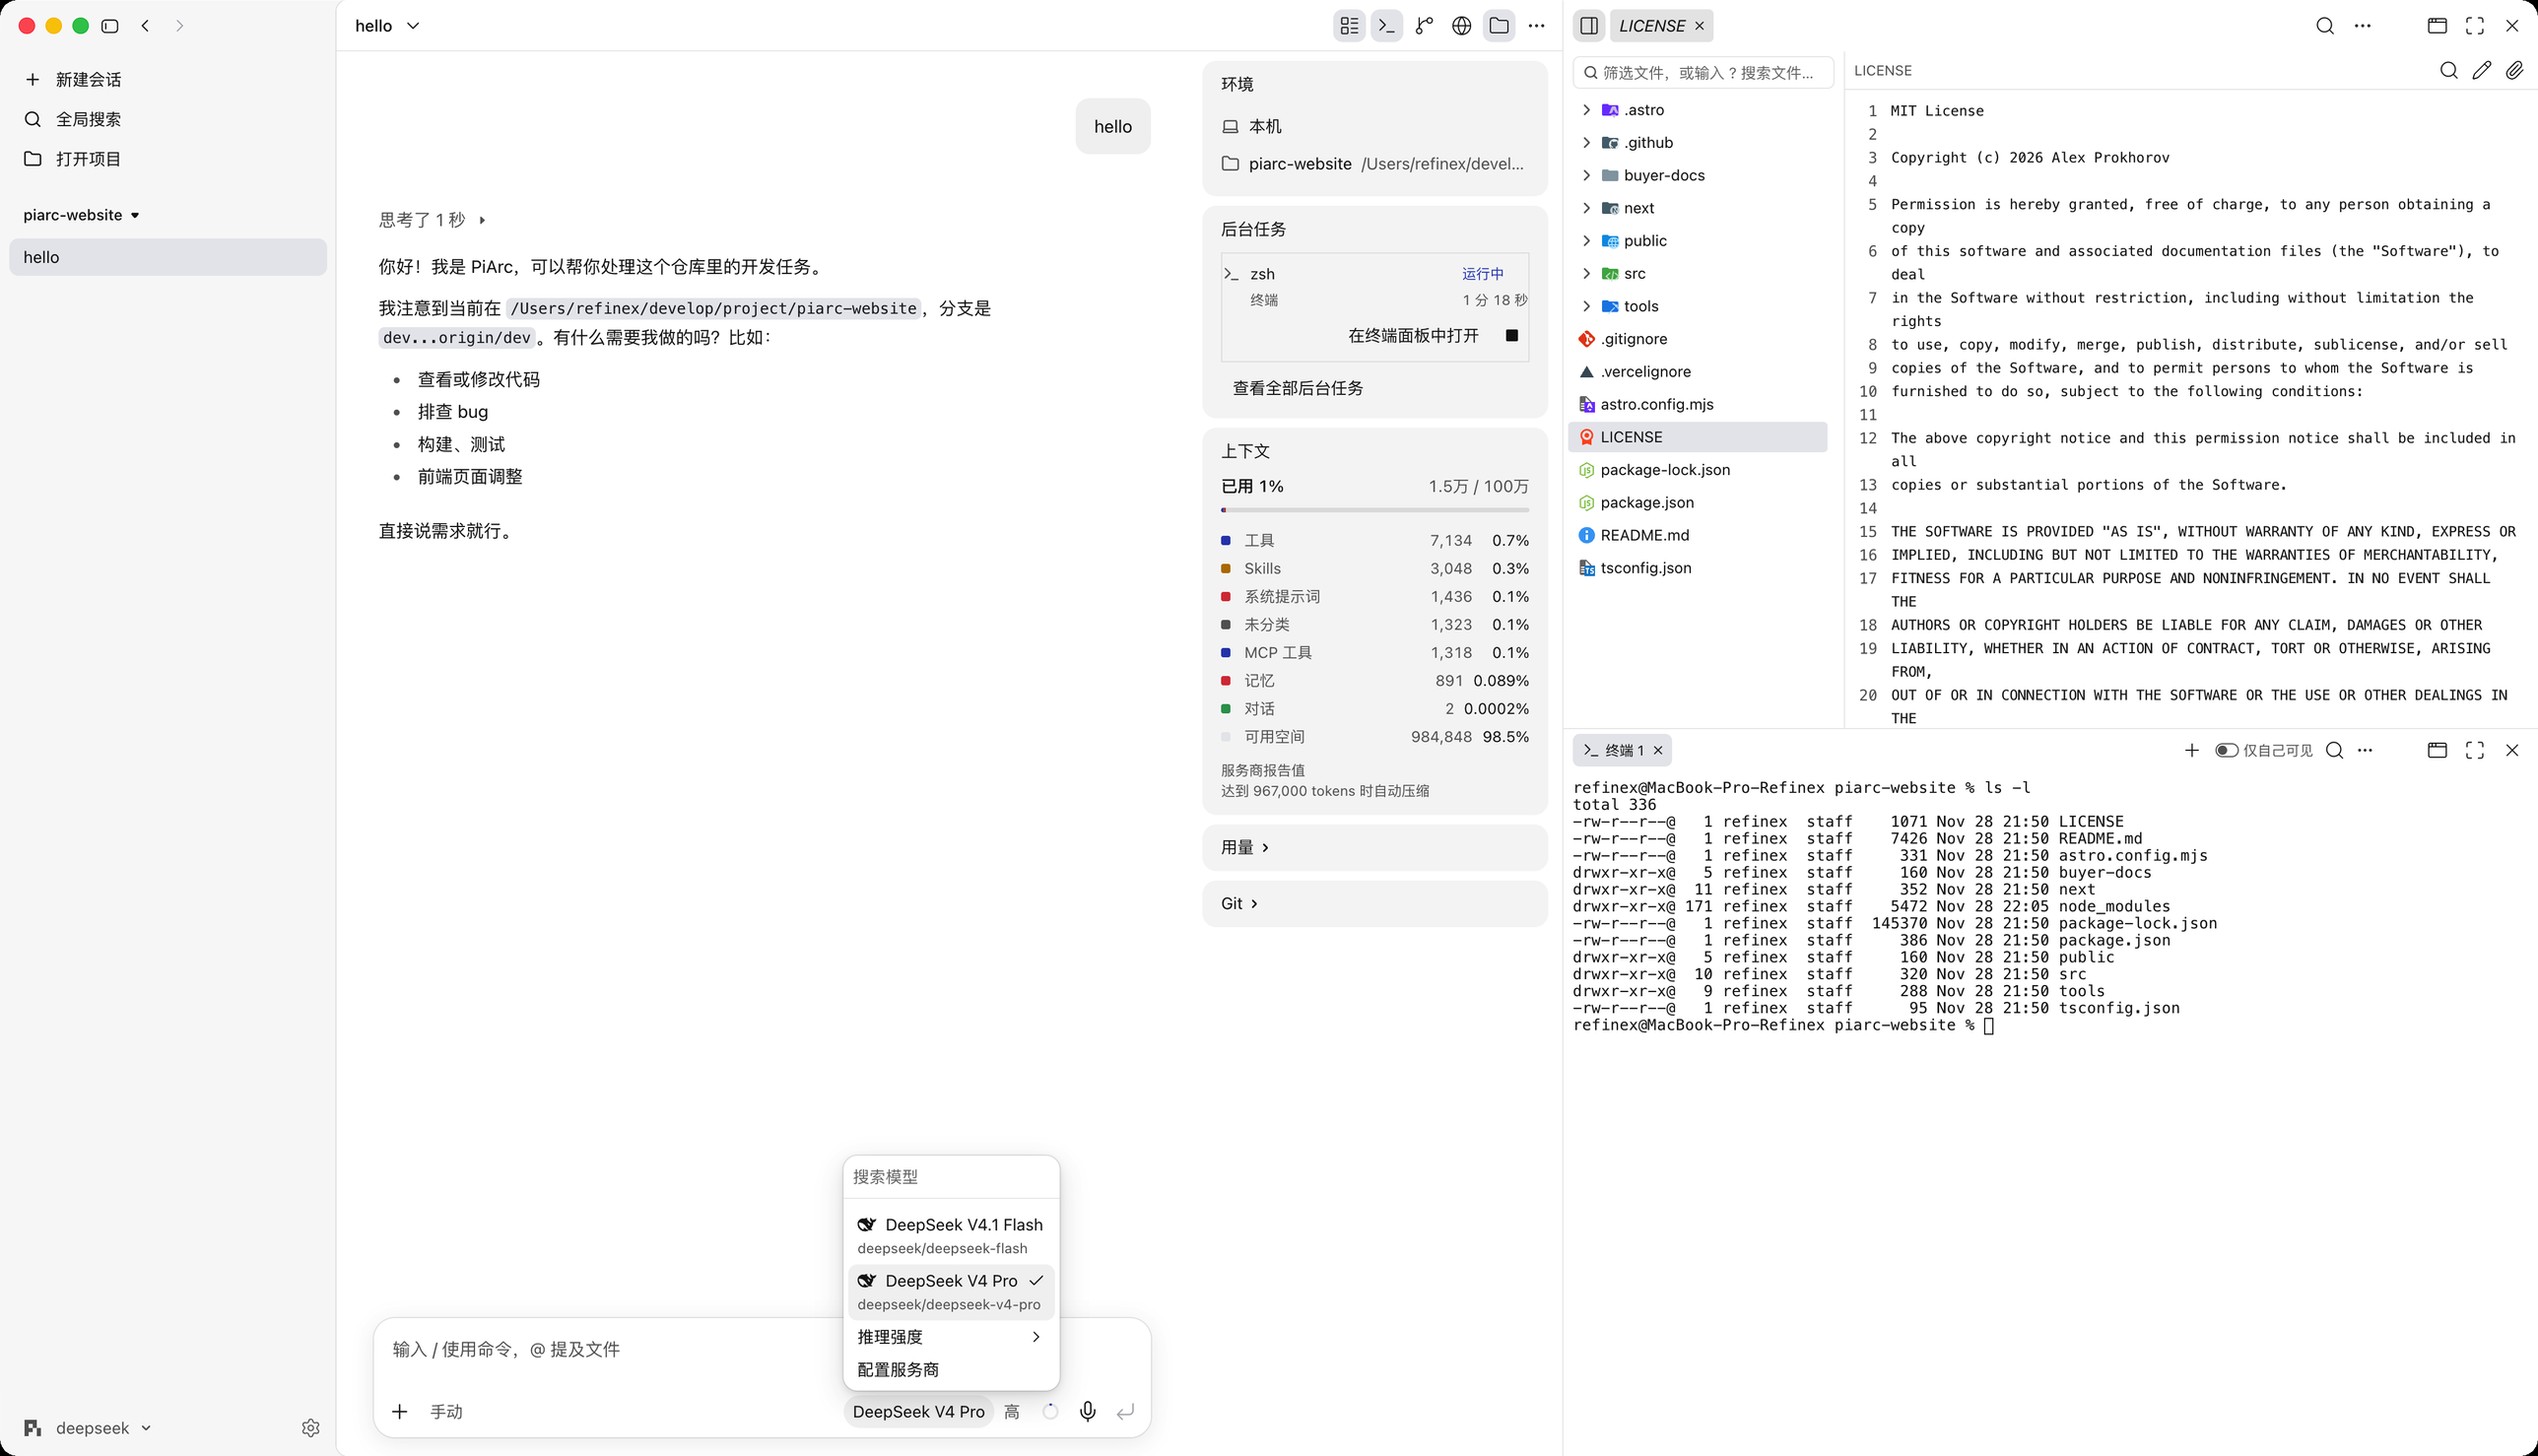 hello
新建会话
全局搜索
打开项目
piarc-website
hello
deepseek
hello
思考了 1 秒
你好！我是 PiArc，可以帮你处理这个仓库里的开发任务。
我注意到当前在 /Users/refinex/develop/project/piarc-website，分支是
dev...origin/dev。有什么需要我做的吗？比如：
查看或修改代码
排查 bug
构建、测试
前端页面调整
直接说需求就行。
搜索模型
DeepSeek V4.1 Flash
deepseek/deepseek-flash
DeepSeek V4 Pro
deepseek/deepseek-v4-pro
推理强度
配置服务商
输入 / 使用命令，@ 提及文件
手动
DeepSeek V4 Pro
高
环境
本机
piarc-website /Users/refinex/devel...
后台任务
zsh 运行中
终端 1 分 18 秒
在终端面板中打开
查看全部后台任务
上下文
已用 1% 1.5万 / 100万
工具 7,134 0.7%
Skills 3,048 0.3%
系统提示词 1,436 0.1%
未分类 1,323 0.1%
MCP 工具 1,318 0.1%
记忆 891 0.089%
对话 2 0.0002%
可用空间 984,848 98.5%
服务商报告值
达到 967,000 tokens 时自动压缩
用量
Git
LICENSE
筛选文件，或输入 ? 搜索文件...
.astro
.github
buyer-docs
next
public
src
tools
.gitignore
.vercelignore
astro.config.mjs
LICENSE
package-lock.json
package.json
README.md
tsconfig.json
LICENSE
1 MIT License
2
3 Copyright (c) 2026 Alex Prokhorov
4
5 Permission is hereby granted, free of charge, to any person obtaining a
copy
6 of this software and associated documentation files (the "Software"), to
deal
7 in the Software without restriction, including without limitation the
rights
8 to use, copy, modify, merge, publish, distribute, sublicense, and/or sell
9 copies of the Software, and to permit persons to whom the Software is
10 furnished to do so, subject to the following conditions:
11
12 The above copyright notice and this permission notice shall be included in
all
13 copies or substantial portions of the Software.
14
15 THE SOFTWARE IS PROVIDED "AS IS", WITHOUT WARRANTY OF ANY KIND, EXPRESS OR
16 IMPLIED, INCLUDING BUT NOT LIMITED TO THE WARRANTIES OF MERCHANTABILITY,
17 FITNESS FOR A PARTICULAR PURPOSE AND NONINFRINGEMENT. IN NO EVENT SHALL
THE
18 AUTHORS OR COPYRIGHT HOLDERS BE LIABLE FOR ANY CLAIM, DAMAGES OR OTHER
19 LIABILITY, WHETHER IN AN ACTION OF CONTRACT, TORT OR OTHERWISE, ARISING
FROM,
20 OUT OF OR IN CONNECTION WITH THE SOFTWARE OR THE USE OR OTHER DEALINGS IN
THE
终端 1
仅自己可见
refinex@MacBook-Pro-Refinex piarc-website % ls -l
total 336
-rw-r--r--@ 1 refinex staff 1071 Nov 28 21:50 LICENSE
-rw-r--r--@ 1 refinex staff 7426 Nov 28 21:50 README.md
-rw-r--r--@ 1 refinex staff 331 Nov 28 21:50 astro.config.mjs
drwxr-xr-x@ 5 refinex staff 160 Nov 28 21:50 buyer-docs
drwxr-xr-x@ 11 refinex staff 352 Nov 28 21:50 next
drwxr-xr-x@ 171 refinex staff 5472 Nov 28 22:05 node_modules
-rw-r--r--@ 1 refinex staff 145370 Nov 28 21:50 package-lock.json
-rw-r--r--@ 1 refinex staff 386 Nov 28 21:50 package.json
drwxr-xr-x@ 5 refinex staff 160 Nov 28 21:50 public
drwxr-xr-x@ 10 refinex staff 320 Nov 28 21:50 src
drwxr-xr-x@ 9 refinex staff 288 Nov 28 21:50 tools
-rw-r--r--@ 1 refinex staff 95 Nov 28 21:50 tsconfig.json
refinex@MacBook-Pro-Refinex piarc-website %